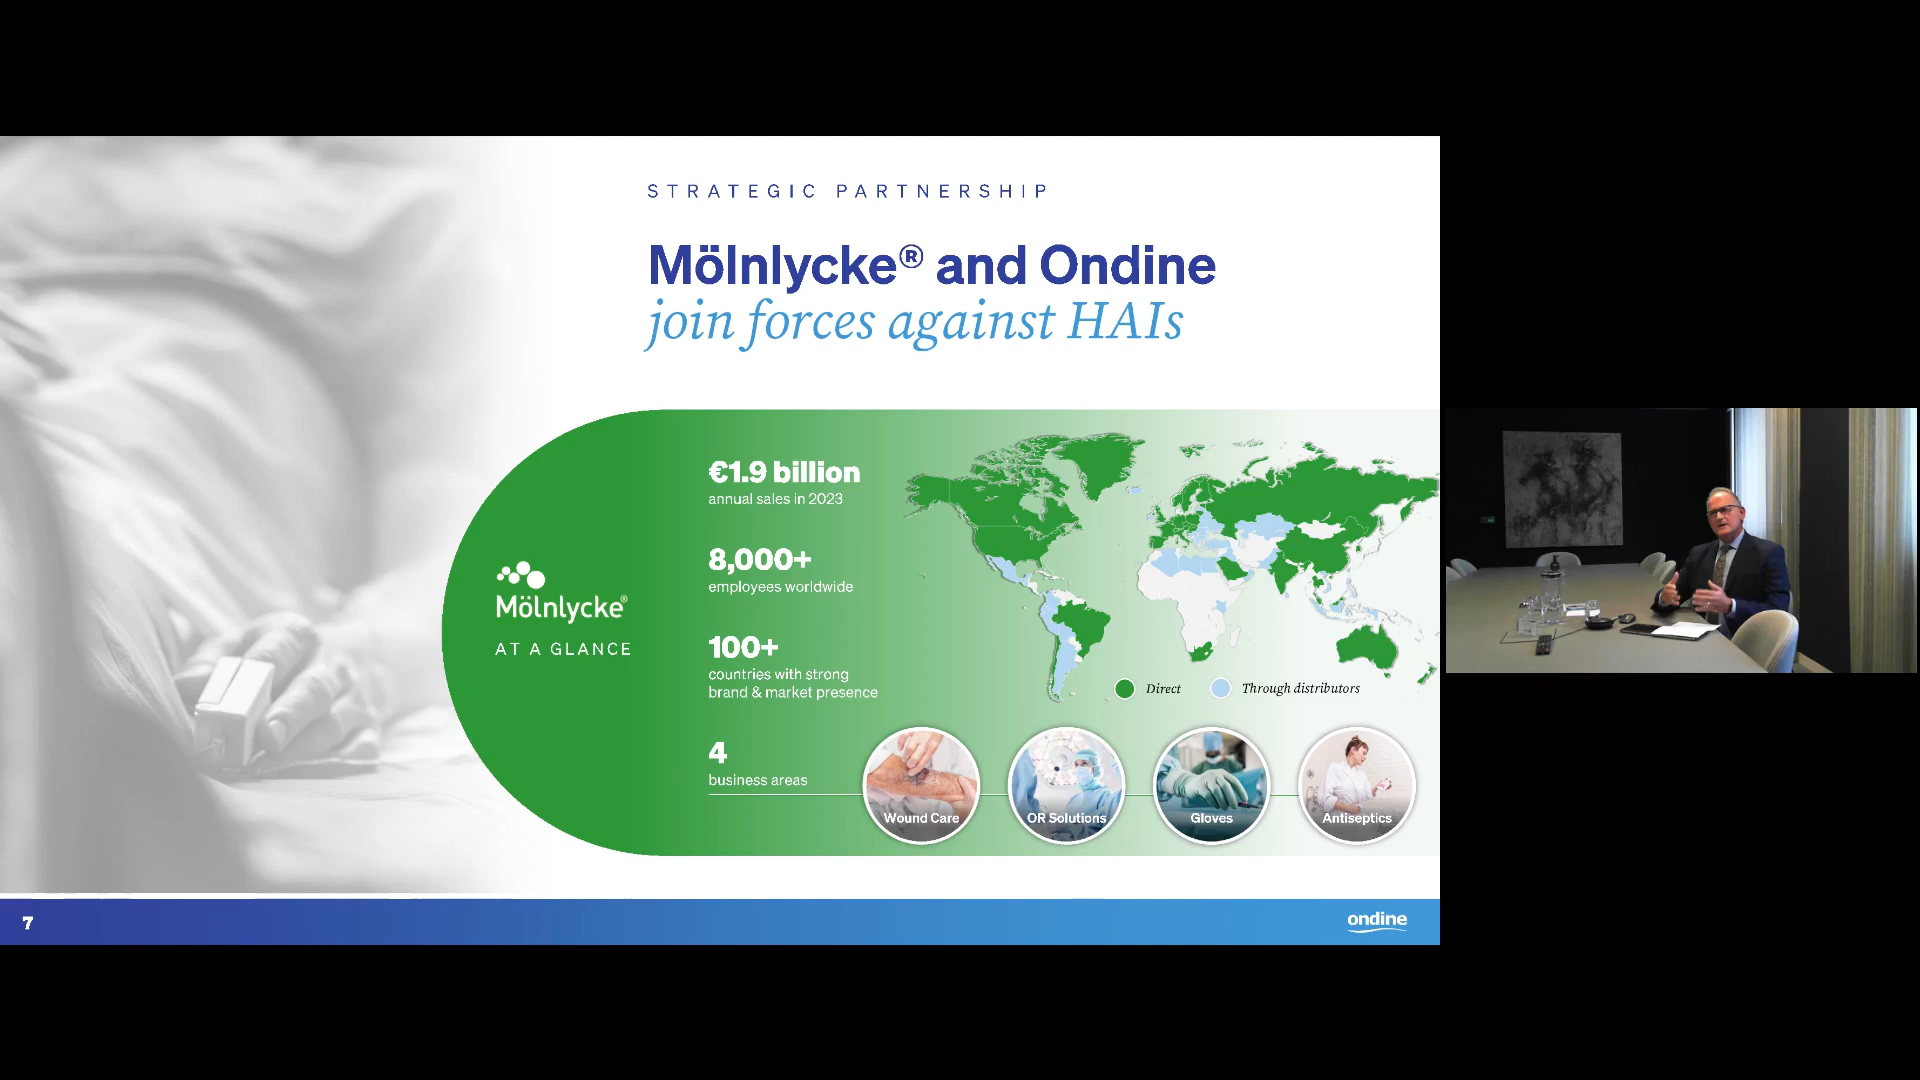 STRATEGIC PARTNERSHIP
Mölnlycke® and Ondine
join forces against HAIs
Mölnlycke®
AT A GLANCE
€1.9 billion
annual sales in 2023
8,000+
employees worldwide
100+
countries with strong
brand & market presence
Direct
Through distributors
4
business areas
Wound Care
OR Solutions
Gloves
Antiseptics
7
ondine